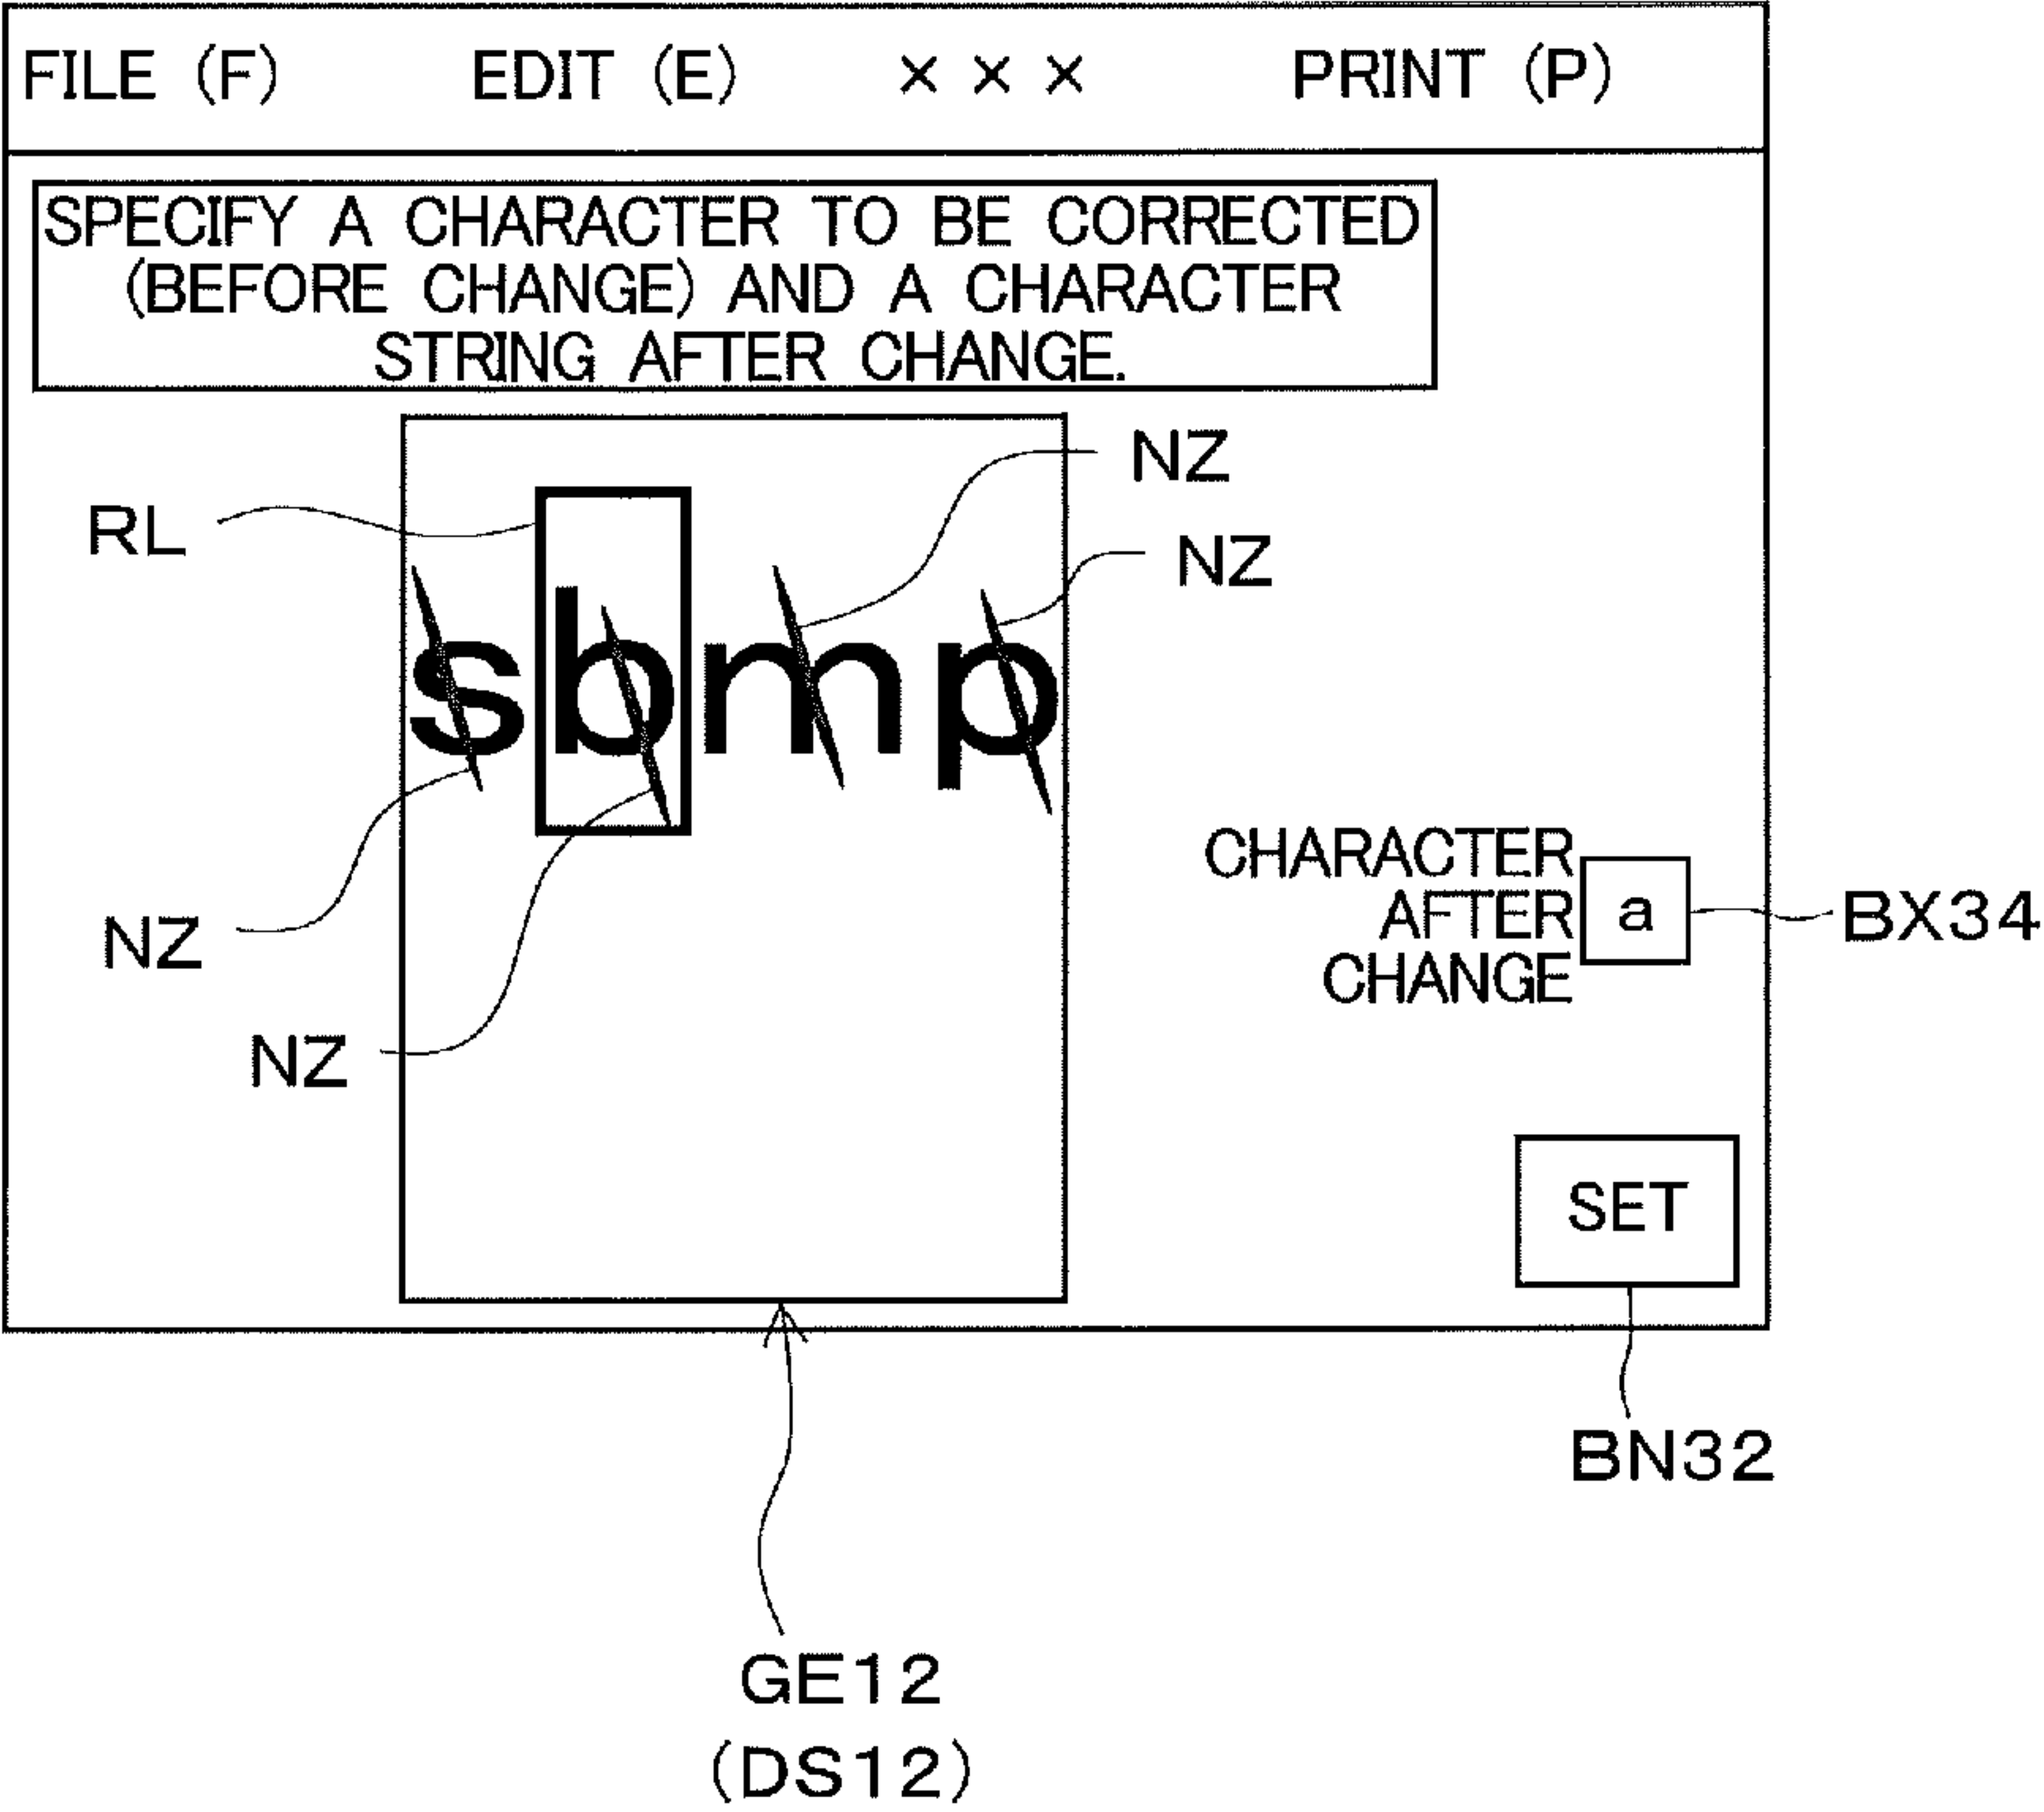 FILE (F) EDIT (E) × × × PRINT (P)
SPECIFY A CHARACTER TO BE CORRECTED
(BEFORE CHANGE) AND A CHARACTER
STRING AFTER CHANGE.
NZ
RL
NZ
sbmp
CHARACTER
AFTER
CHANGE
a
BX34
NZ
NZ
SET
BN32
GE12
(DS12)